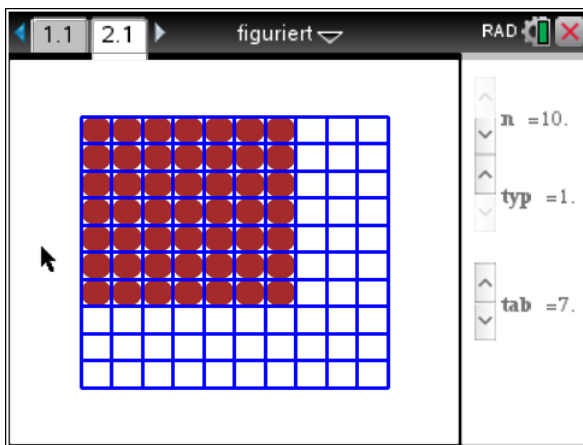 1.1 2.1 figuriert RAD
n =10.
typ =1.
tab =7.